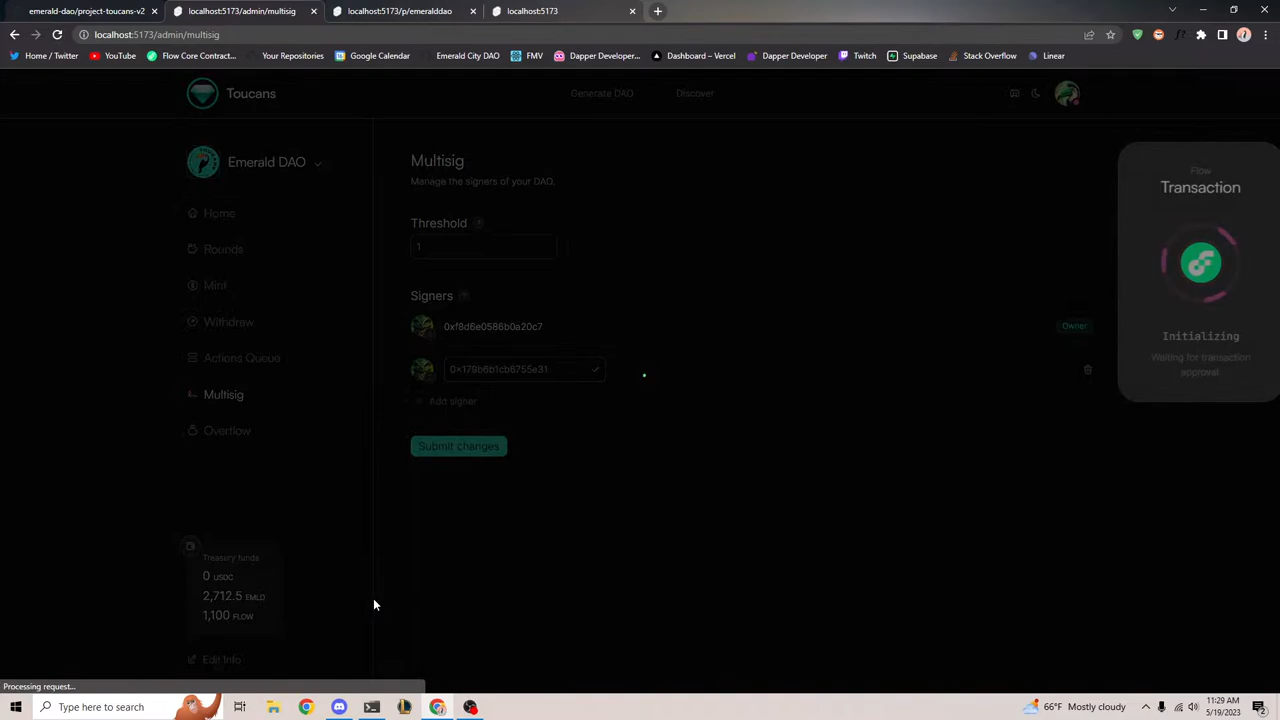 emerald-dao/project-toucans-v2
localhost:5173/admin/multisig
localhost:5173/p/emeralddao
localhost:5173
localhost:5173/admin/multisig
Home / Twitter
YouTube
Flow Core Contract...
Your Repositories
Google Calendar
Emerald City DAO
FMV
Dapper Developer...
Dashboard – Vercel
Dapper Developer
Twitch
Supabase
Stack Overflow
Linear
Toucans
Generate DAO
Discover
Emerald DAO
Home
Rounds
Mint
Withdraw
Actions Queue
Multisig
Overflow
Treasury funds
0 USDC
2,712.5 EMLD
1,100 FLOW
Edit Info
Multisig
Manage the signers of your DAO.
Threshold
1
Signers
0xf8d6e0586b0a20c7
Owner
0x179b6b1cb6755e31
Add signer
Submit changes
Flow
Transaction
Initializing
Waiting for transaction
approval.
Processing request...
Type here to search
66°F Mostly cloudy
11:29 AM
5/19/2023
2